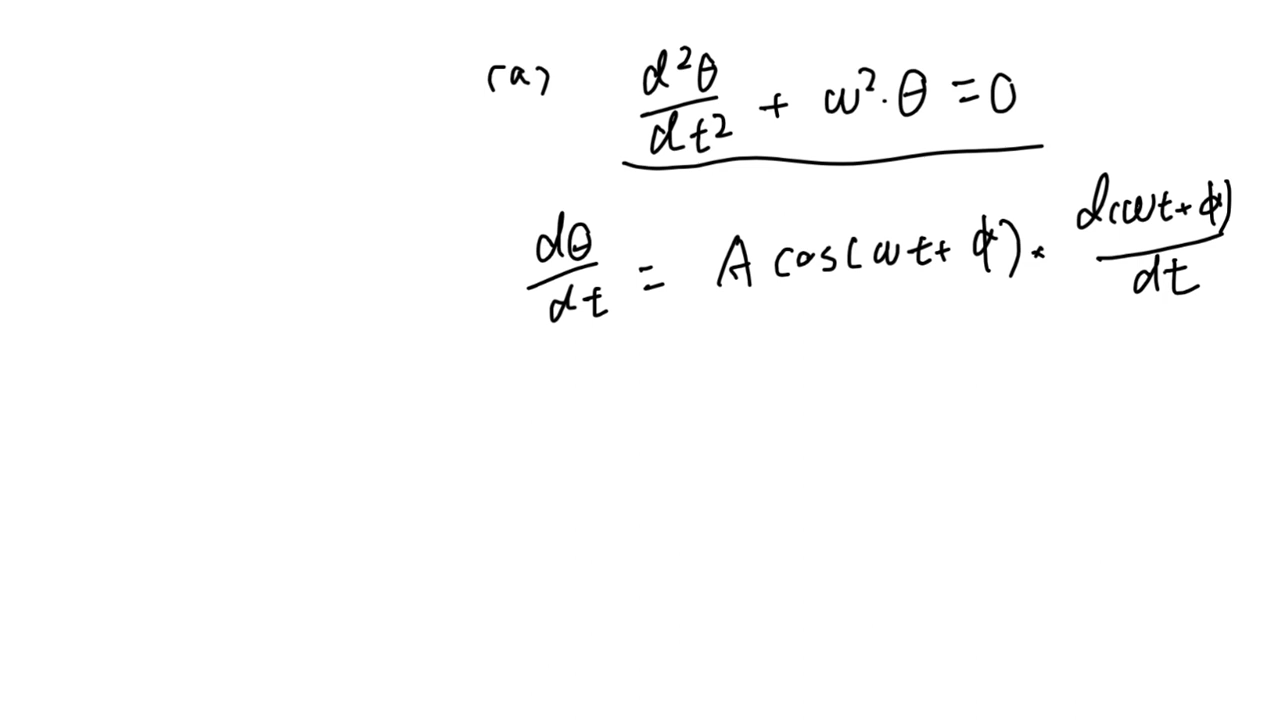 (a) d²θ/dt² + ω²·θ = 0
dθ/dt = A cos(ωt + ϕ) * d(ωt + ϕ)/dt